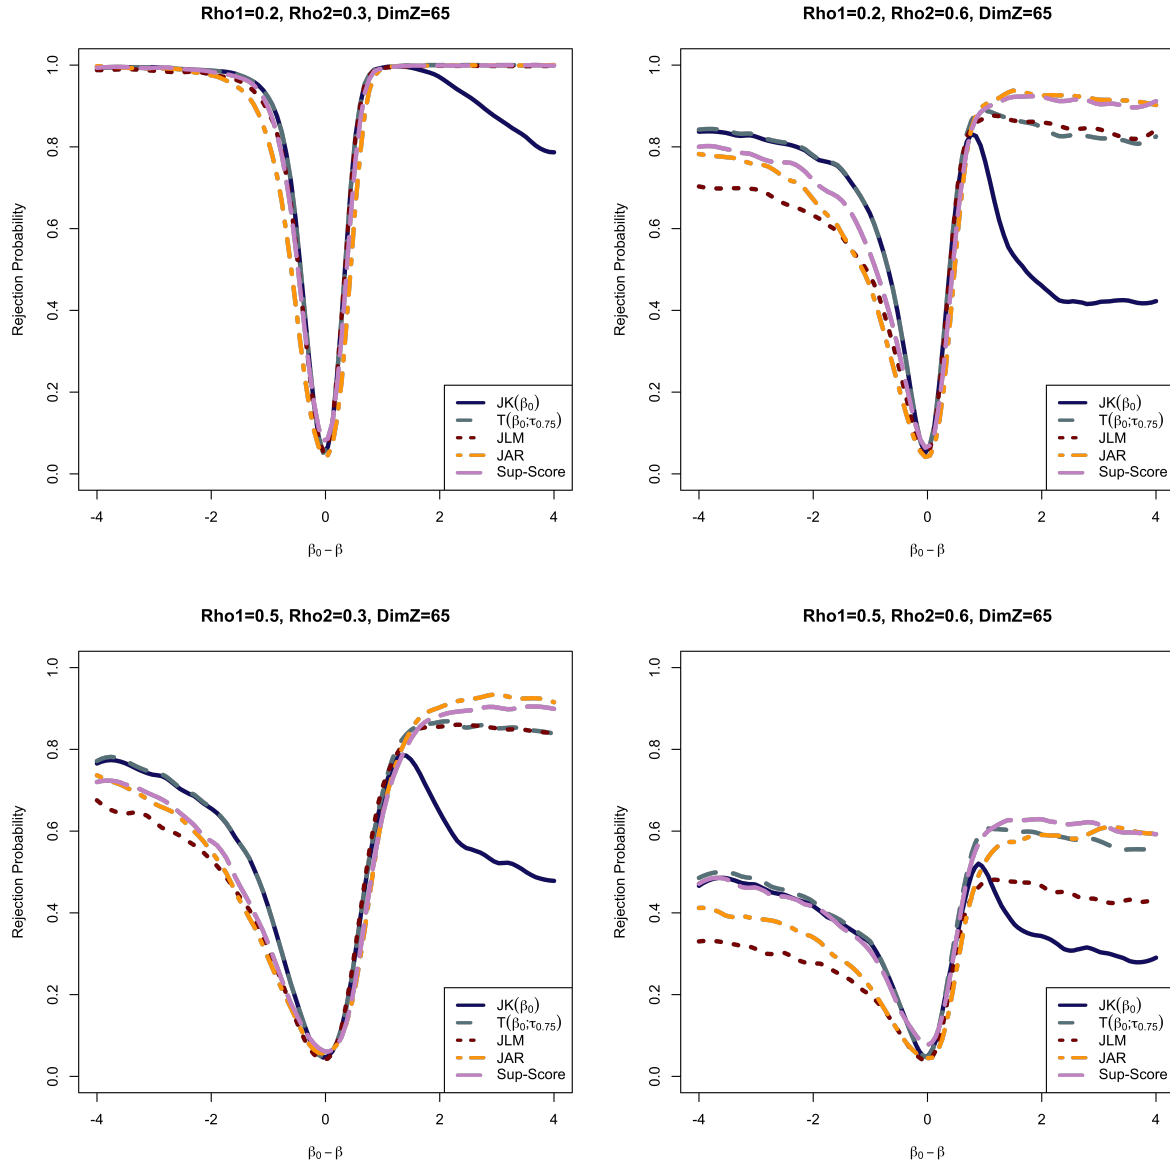 Rho1=0.2, Rho2=0.3, DimZ=65
Rejection Probability
1.0
0.8
0.6
0.4
0.2
0.0
-4 -2 0 2 4
β₀ − β
JK(β₀)
T(β₀;τ₀.₇₅)
JLM
JAR
Sup-Score
Rho1=0.2, Rho2=0.6, DimZ=65
Rejection Probability
1.0
0.8
0.6
0.4
0.2
0.0
-4 -2 0 2 4
β₀ − β
JK(β₀)
T(β₀;τ₀.₇₅)
JLM
JAR
Sup-Score
Rho1=0.5, Rho2=0.3, DimZ=65
Rejection Probability
1.0
0.8
0.6
0.4
0.2
0.0
-4 -2 0 2 4
β₀ − β
JK(β₀)
T(β₀;τ₀.₇₅)
JLM
JAR
Sup-Score
Rho1=0.5, Rho2=0.6, DimZ=65
Rejection Probability
1.0
0.8
0.6
0.4
0.2
0.0
-4 -2 0 2 4
β₀ − β
JK(β₀)
T(β₀;τ₀.₇₅)
JLM
JAR
Sup-Score